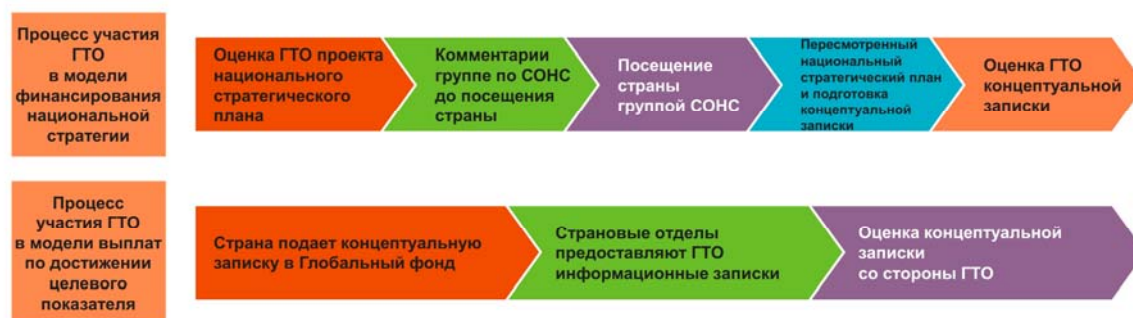 Процесс участия
ГТО
в модели
финансирования
национальной
стратегии
Оценка ГТО проекта
национального
стратегического
плана
Комментарии
группе по СОНС
до посещения
страны
Посещение
страны
группой СОНС
Пересмотренный
национальный
стратегический план
и подготовка
концептуальной
записки
Оценка ГТО
концептуальной
записки
Процесс
участия ГТО
в модели выплат
по достижении
целевого
показателя
Страна подает концептуальную
записку в Глобальный фонд
Страновые отделы
предоставляют ГТО
информационные записки
Оценка концептуальной
записки
со стороны ГТО